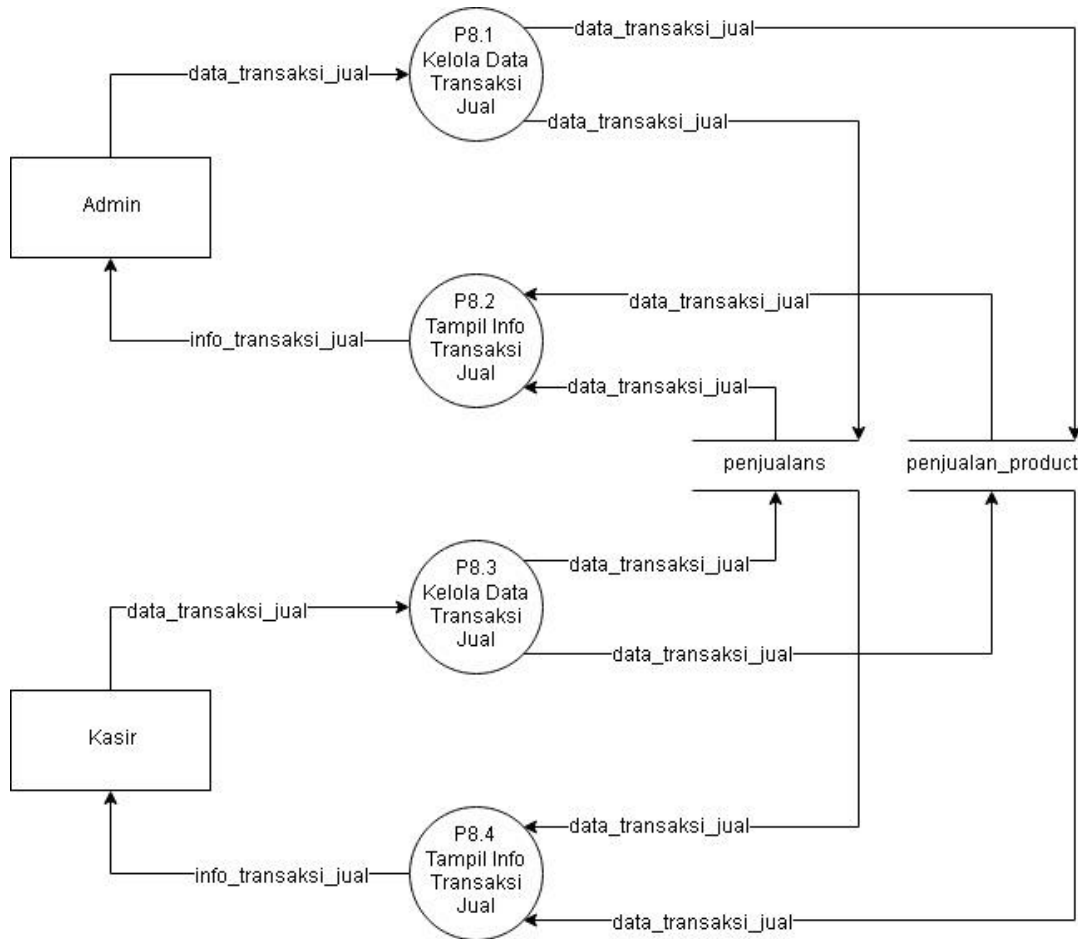 P8.1
Kelola Data
Transaksi
Jual
data_transaksi_jual
data_transaksi_jual
data_transaksi_jual
Admin
P8.2
Tampil Info
Transaksi
Jual
data_transaksi_jual
info_transaksi_jual
data_transaksi_jual
penjualans
penjualan_product
P8.3
Kelola Data
Transaksi
Jual
data_transaksi_jual
data_transaksi_jual
data_transaksi_jual
Kasir
P8.4
Tampil Info
Transaksi
Jual
data_transaksi_jual
info_transaksi_jual
data_transaksi_jual